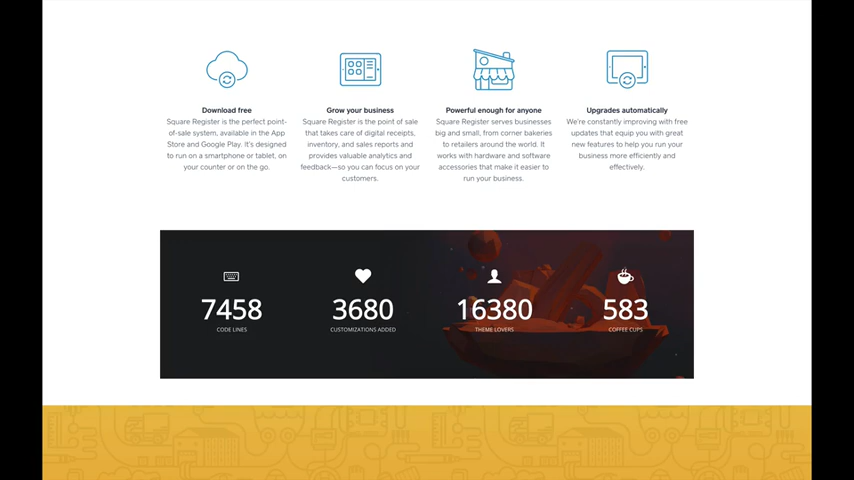 Download free
Square Register is the perfect point-
of-sale system, available in the App
Store and Google Play. It's designed
to run on a smartphone or tablet, on
your counter or on the go.
Grow your business
Square Register is the point of sale
that takes care of digital receipts,
inventory, and sales reports and
provides valuable analytics and
feedback—so you can focus on your
customers.
Powerful enough for anyone
Square Register serves businesses
big and small, from corner bakeries
to retailers around the world. It
works with hardware and software
accessories that make it easier to
run your business.
Upgrades automatically
We're constantly improving with free
updates that equip you with great
new features to help you run your
business more efficiently and
effectively.
7458
CODE LINES
3680
CUSTOMIZATIONS ADDED
16380
THEME LOVERS
583
COFFEE CUPS